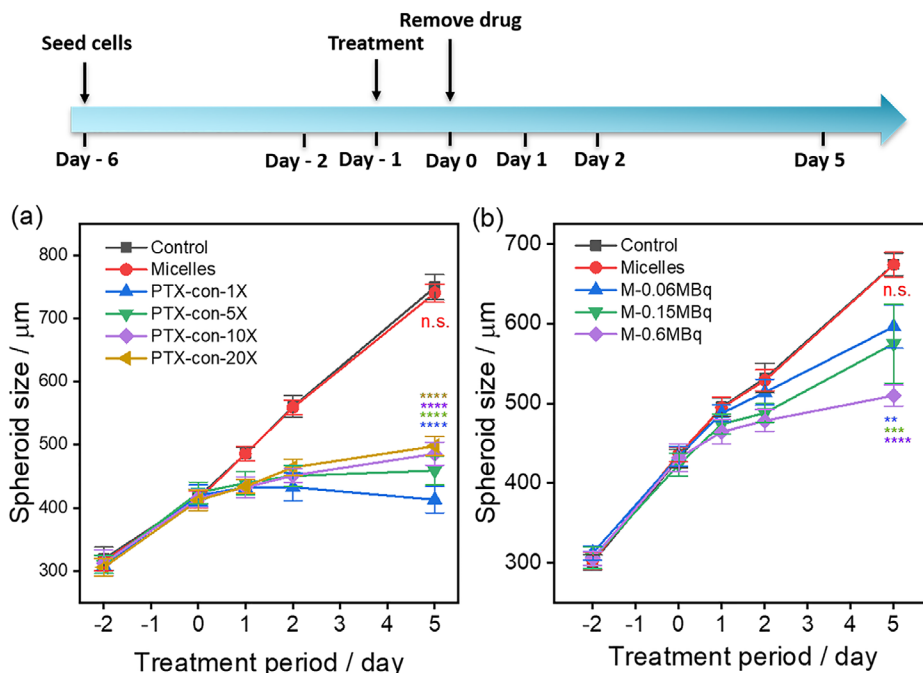 Remove drug
Seed cells
Treatment
Day - 6
Day - 2
Day - 1
Day 0
Day 1
Day 2
Day 5
(a)
800
700
600
500
400
300
Spheroid size / μm
Control
Micelles
PTX-con-1X
PTX-con-5X
PTX-con-10X
PTX-con-20X
n.s.
****
****
****
****
-2 -1 0 1 2 3 4 5
Treatment period / day
(b)
700
600
500
400
300
Spheroid size / μm
Control
Micelles
M-0.06MBq
M-0.15MBq
M-0.6MBq
n.s.
**
***
****
-2 -1 0 1 2 3 4 5
Treatment period / day